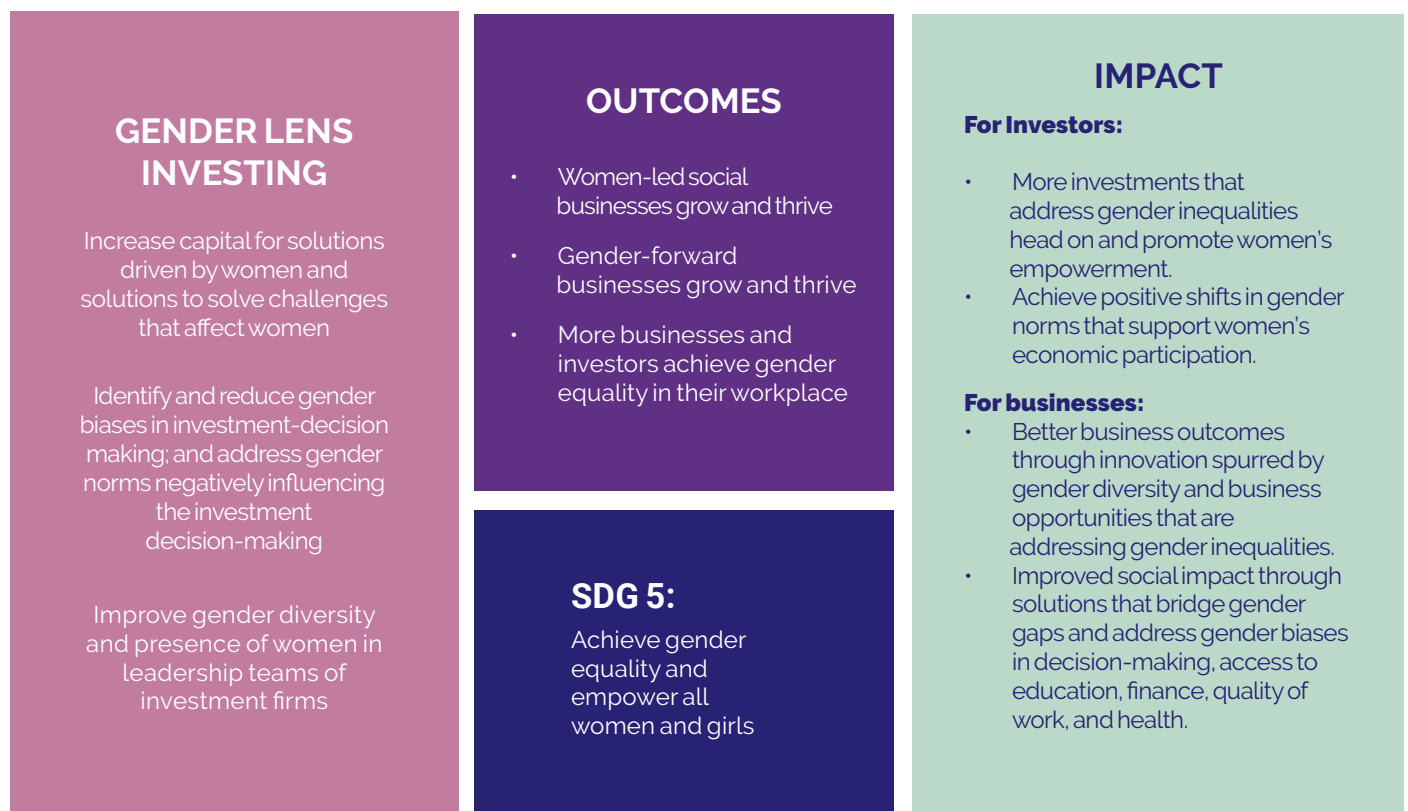 GENDER LENS
INVESTING
Increase capital for solutions
driven by women and
solutions to solve challenges
that affect women
Identify and reduce gender
biases in investment-decision
making; and address gender
norms negatively influencing
the investment
decision-making
Improve gender diversity
and presence of women in
leadership teams of
investment firms
OUTCOMES
• Women-led social
businesses grow and thrive
• Gender-forward
businesses grow and thrive
• More businesses and
investors achieve gender
equality in their workplace
SDG 5:
Achieve gender
equality and
empower all
women and girls
IMPACT
For Investors:
• More investments that
address gender inequalities
head on and promote women's
empowerment.
• Achieve positive shifts in gender
norms that support women's
economic participation.
For businesses:
• Better business outcomes
through innovation spurred by
gender diversity and business
opportunities that are
addressing gender inequalities.
• Improved social impact through
solutions that bridge gender
gaps and address gender biases
in decision-making, access to
education, finance, quality of
work, and health.